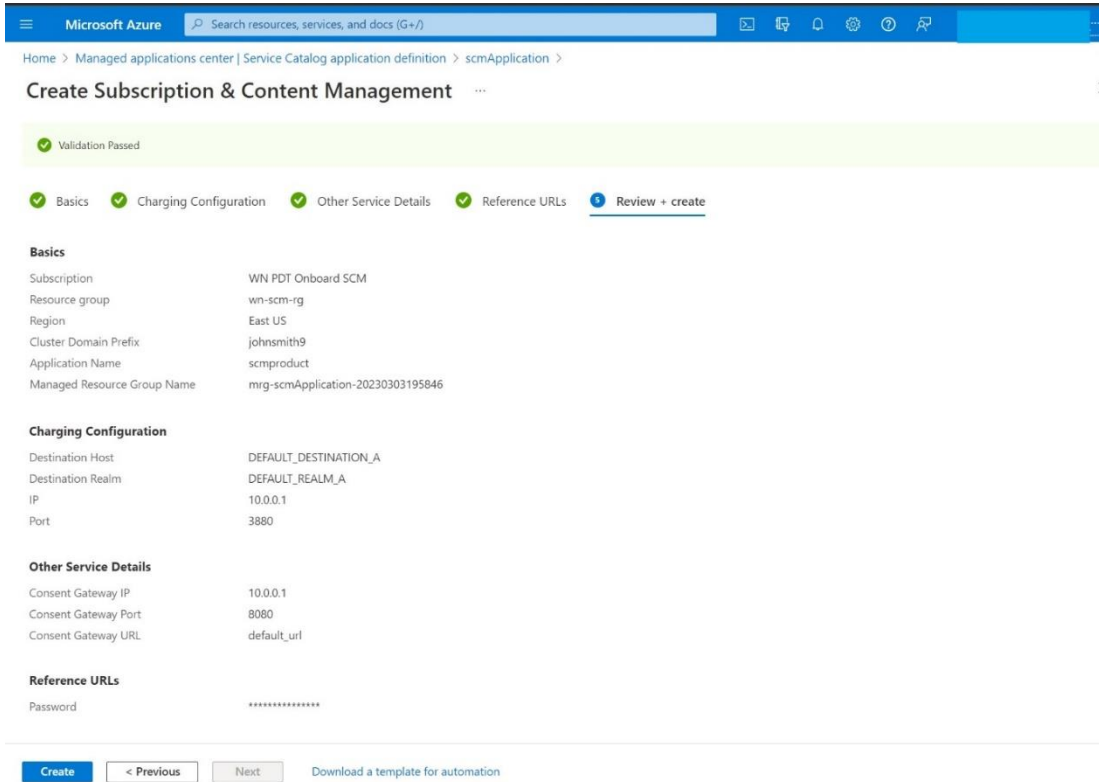 Microsoft Azure
Search resources, services, and docs (G+/)
Home > Managed applications center | Service Catalog application definition > scmApplication >
Create Subscription & Content Management ...
Validation Passed
Basics Charging Configuration Other Service Details Reference URLs 5 Review + create
Basics
Subscription WN PDT Onboard SCM
Resource group wn-scm-rg
Region East US
Cluster Domain Prefix johnsmith9
Application Name scmproduct
Managed Resource Group Name mrg-scmApplication-20230303195846
Charging Configuration
Destination Host DEFAULT_DESTINATION_A
Destination Realm DEFAULT_REALM_A
IP 10.0.0.1
Port 3880
Other Service Details
Consent Gateway IP 10.0.0.1
Consent Gateway Port 8080
Consent Gateway URL default_url
Reference URLs
Password ***************
Create < Previous Next Download a template for automation